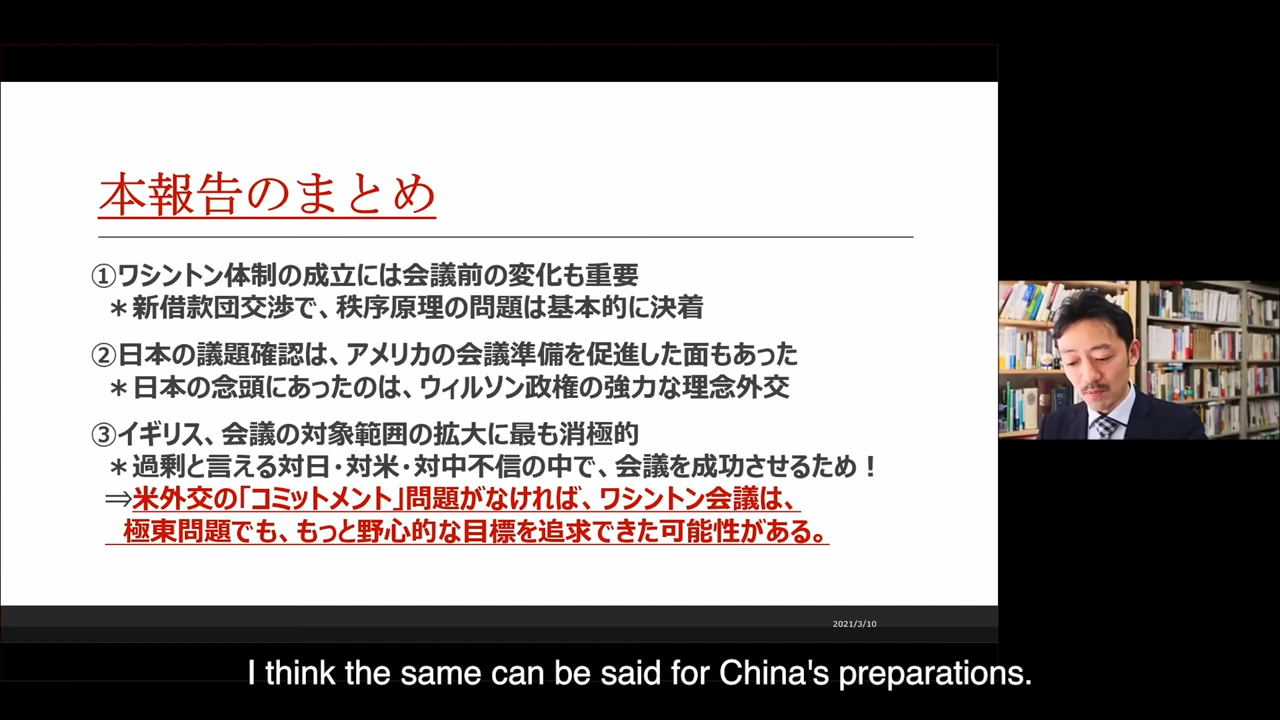 本報告のまとめ
①ワシントン体制の成立には会議前の変化も重要
＊新借款団交渉で、秩序原理の問題は基本的に決着
②日本の議題確認は、アメリカの会議準備を促進した面もあった
＊日本の念頭にあったのは、ウィルソン政権の強力な理念外交
③イギリス、会議の対象範囲の拡大に最も消極的
＊過剰と言える対日・対米・対中不信の中で、会議を成功させるため！
⇒米外交の「コミットメント」問題がなければ、ワシントン会議は、
極東問題でも、もっと野心的な目標を追求できた可能性がある。
2021/3/10
I think the same can be said for China's preparations.